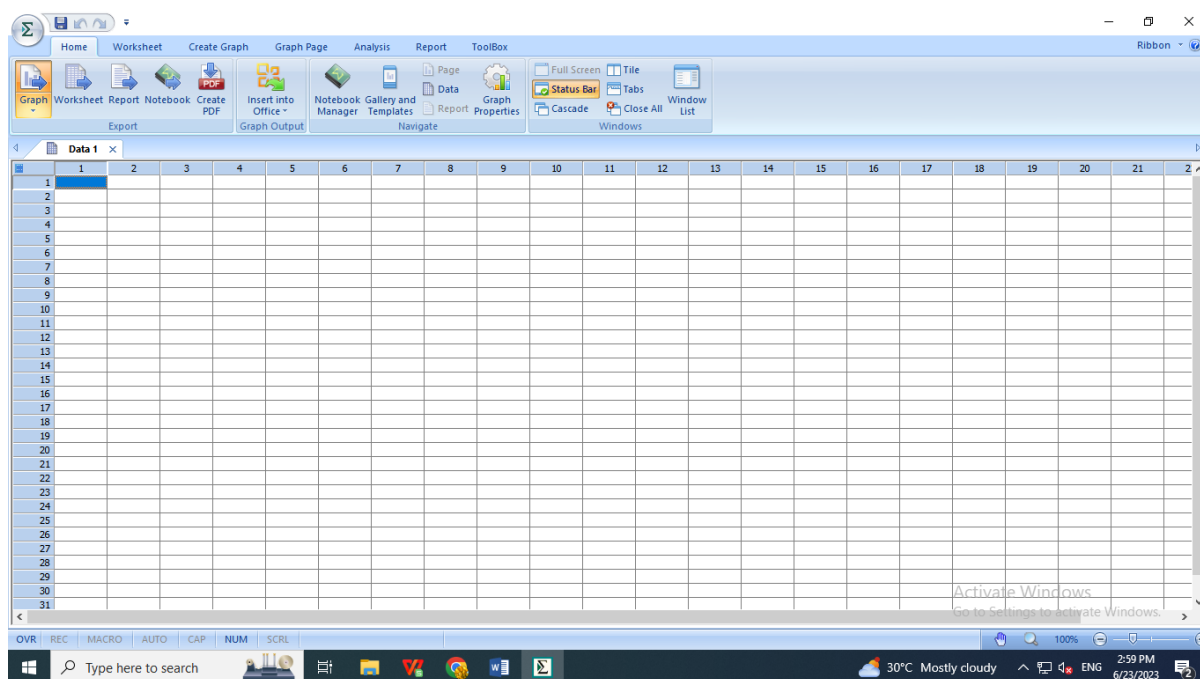 Σ
Home Worksheet Create Graph Graph Page Analysis Report ToolBox Ribbon
Graph Worksheet Report Notebook Create PDF
Export
Insert into Office
Graph Output
Notebook Manager Gallery and Templates Page Data Report Graph Properties
Navigate
Full Screen Tile
Status Bar Tabs
Cascade Close All
Window List
Windows
Data 1
1 2 3 4 5 6 7 8 9 10 11 12 13 14 15 16 17 18 19 20 21 2
1
2
3
4
5
6
7
8
9
10
11
12
13
14
15
16
17
18
19
20
21
22
23
24
25
26
27
28
29
30
31
Activate Windows
Go to Settings to activate Windows.
OVR REC MACRO AUTO CAP NUM SCRL 100%
Type here to search W Σ 30°C Mostly cloudy ENG 2:59 PM
6/23/2023 2